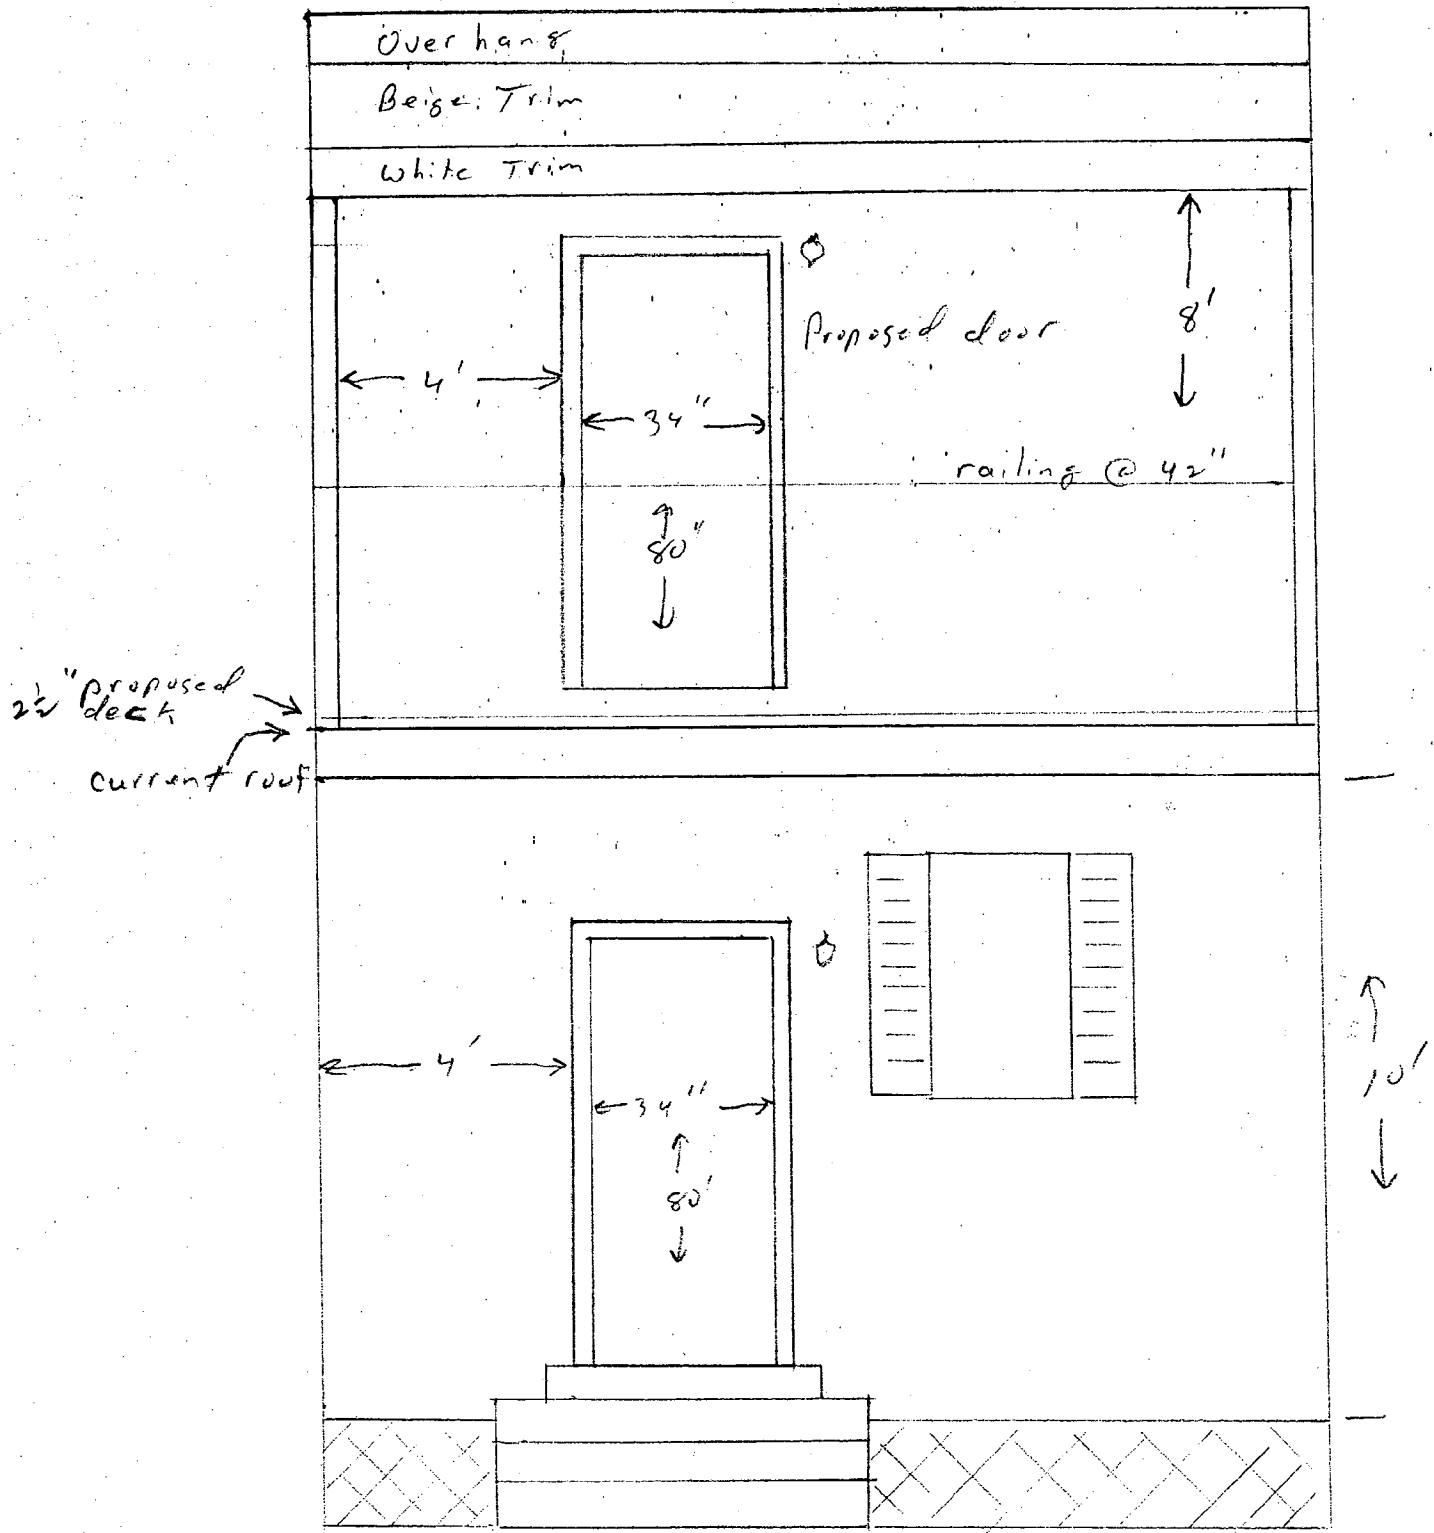 Overhang
Beige Trim
White Trim
Proposed door
8'
4'
34"
railing @ 42"
80"
2½" proposed
deck
current roof
4'
34"
80'
10'